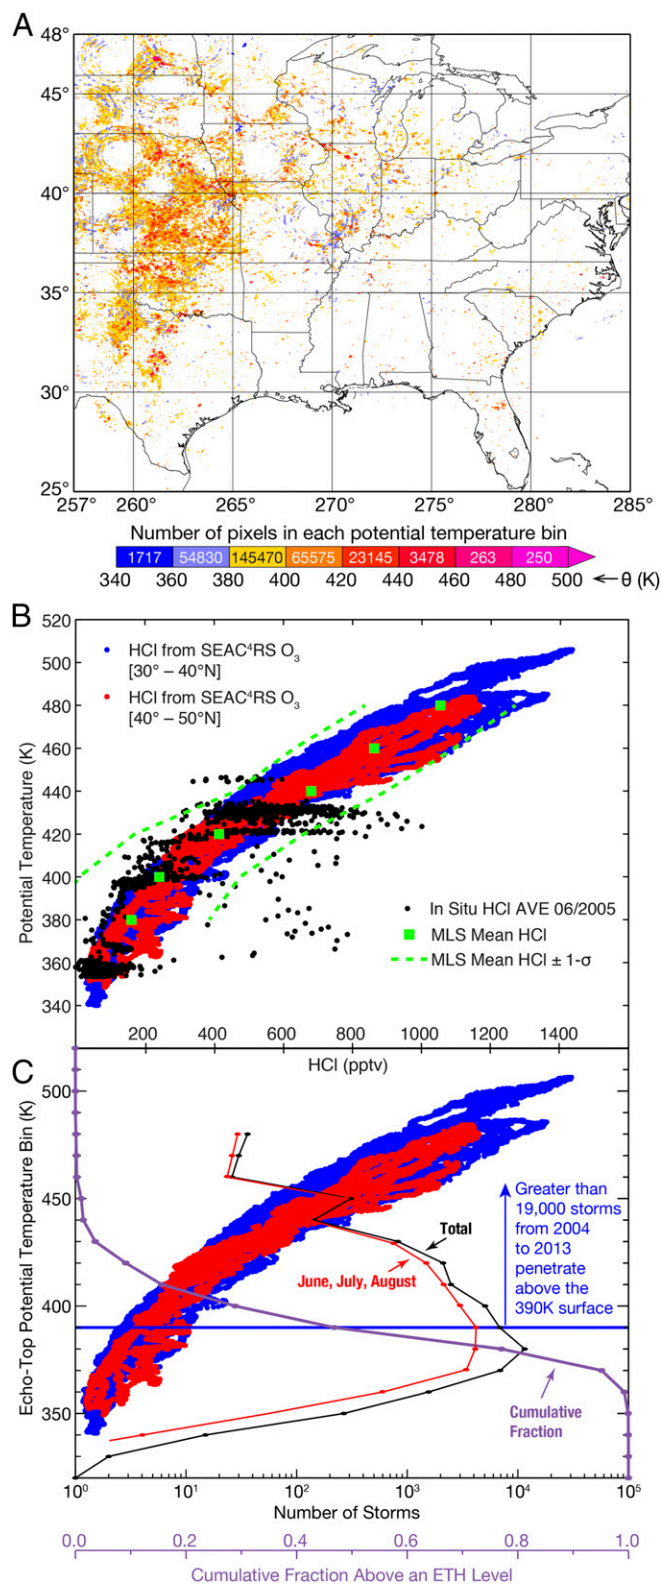 A
48°
45°
40°
35°
30°
25°
257° 260° 265° 270° 275° 280° 285°
Number of pixels in each potential temperature bin
1717 54830 145470 65575 23145 3478 263 250
340 360 380 400 420 440 460 480 500 ←θ (K)
B
520
500
480
460
440
420
400
380
360
340
Potential Temperature (K)
HCl from SEAC⁴RS O₃
[30° – 40°N]
HCl from SEAC⁴RS O₃
[40° – 50°N]
In Situ HCl AVE 06/2005
MLS Mean HCl
MLS Mean HCl ± 1-σ
200 400 600 800 1000 1200 1400
HCl (pptv)
C
500
450
400
350
Echo-Top Potential Temperature Bin (K)
Greater than
19,000 storms
from 2004
to 2013
penetrate
above the
390K surface
Total
June, July, August
Cumulative
Fraction
10⁰ 10¹ 10² 10³ 10⁴ 10⁵
Number of Storms
0.0 0.2 0.4 0.6 0.8 1.0
Cumulative Fraction Above an ETH Level